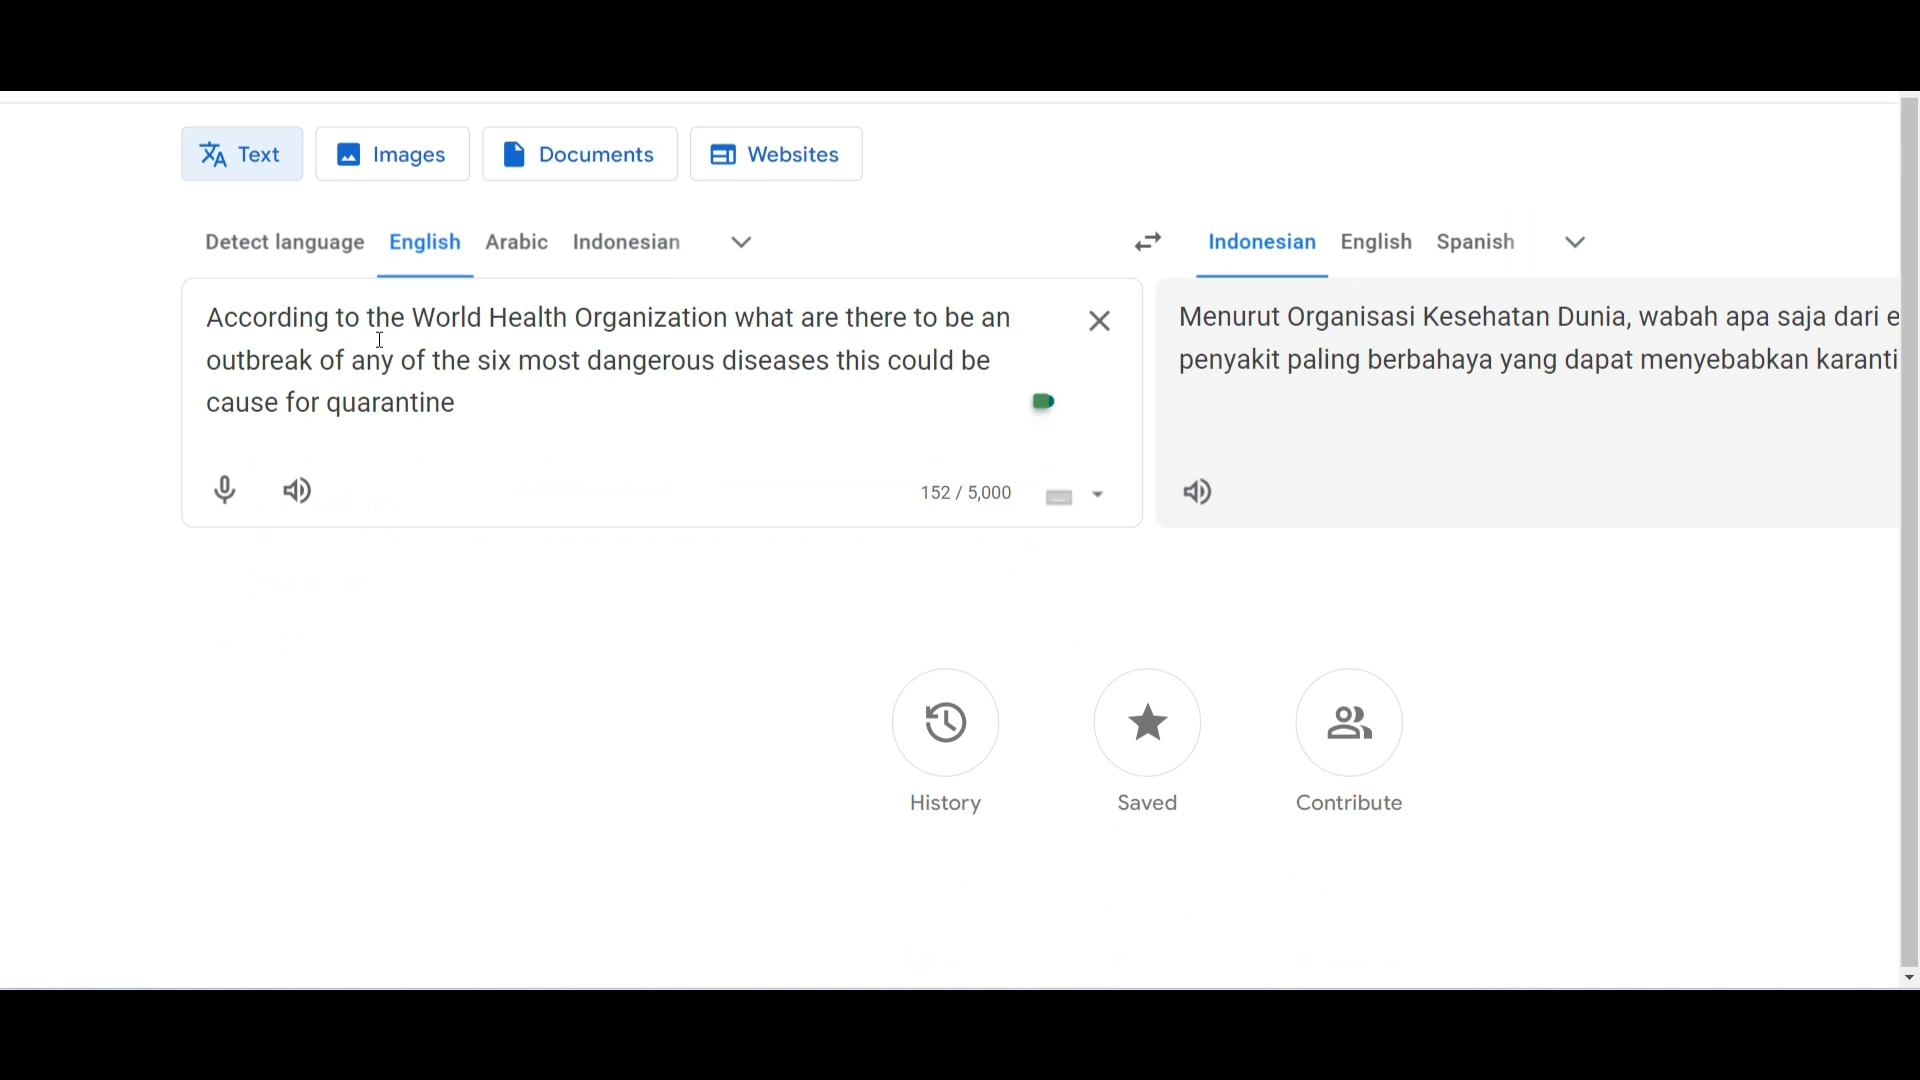 Text Images Documents Websites
Detect language English Arabic Indonesian Indonesian English Spanish
According to the World Health Organization what are there to be an
outbreak of any of the six most dangerous diseases this could be
cause for quarantine
152 / 5,000
Menurut Organisasi Kesehatan Dunia, wabah apa saja dari
penyakit paling berbahaya yang dapat menyebabkan
History Saved Contribute